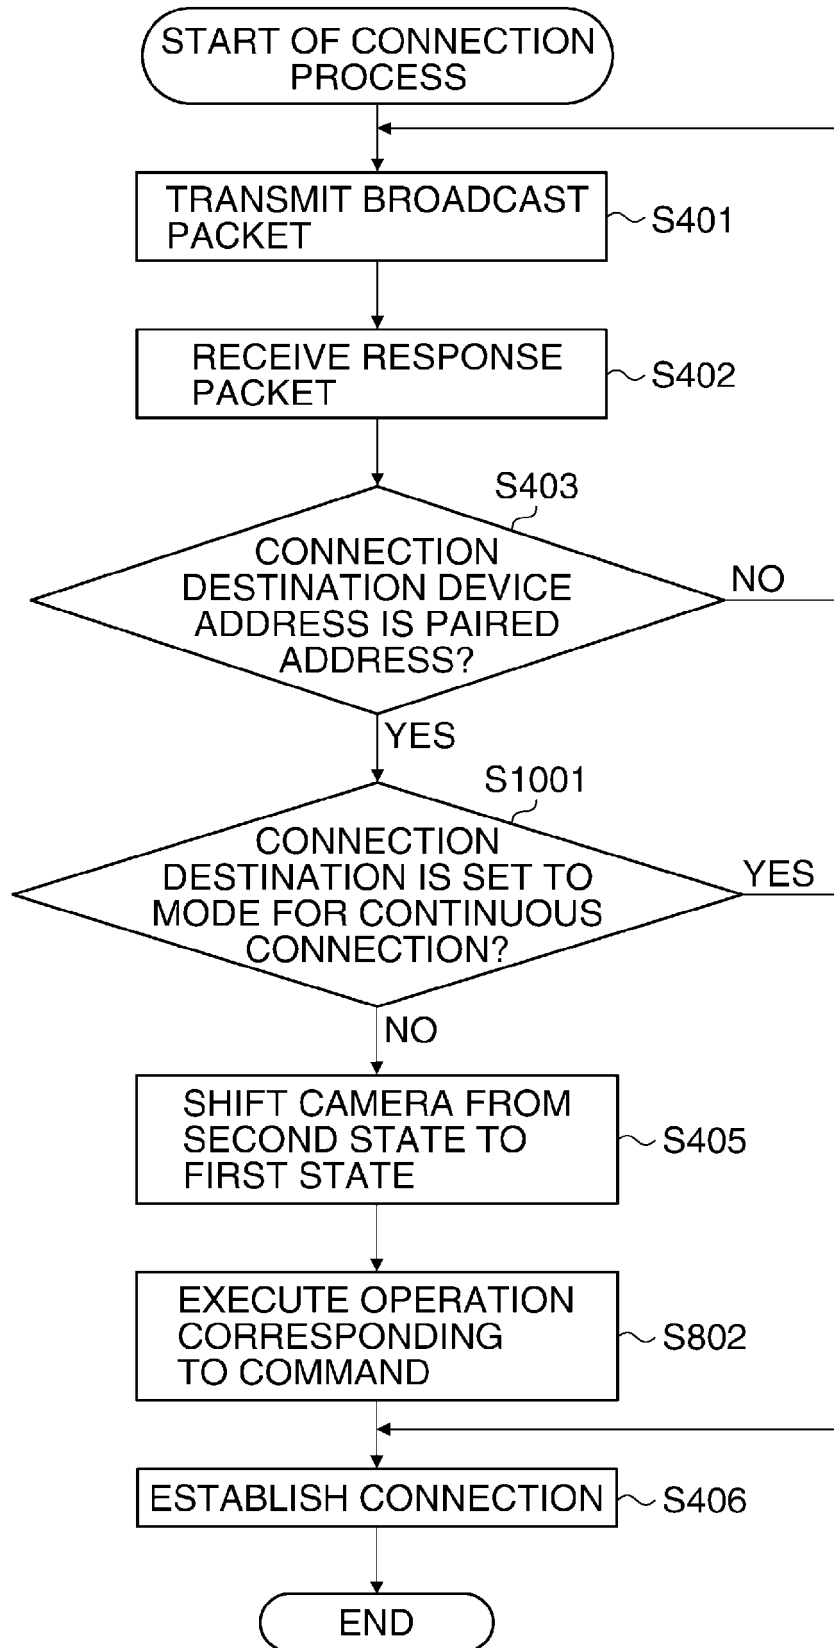 START OF CONNECTION
PROCESS
TRANSMIT BROADCAST
PACKET
S401
RECEIVE RESPONSE
PACKET
S402
S403
CONNECTION
DESTINATION DEVICE
ADDRESS IS PAIRED
ADDRESS?
NO
YES
S1001
CONNECTION
DESTINATION IS SET TO
MODE FOR CONTINUOUS
CONNECTION?
YES
NO
SHIFT CAMERA FROM
SECOND STATE TO
FIRST STATE
S405
EXECUTE OPERATION
CORRESPONDING
TO COMMAND
S802
ESTABLISH CONNECTION
S406
END